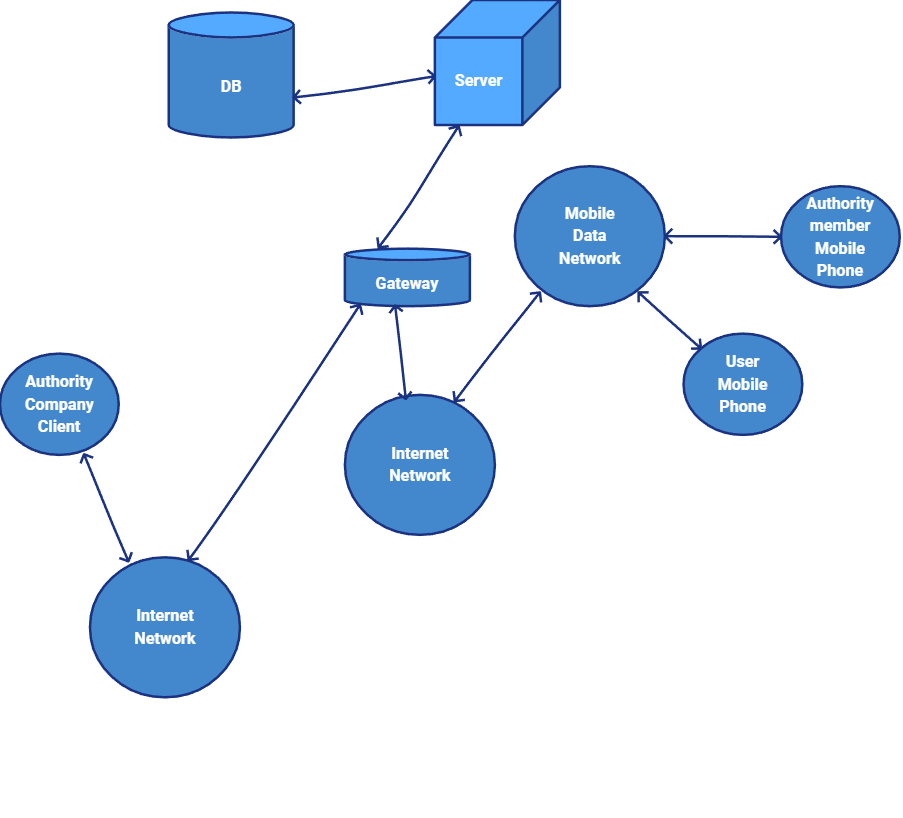 DB
Server
Mobile
Data
Network
Authority
member
Mobile
Phone
Gateway
User
Mobile
Phone
Authority
Company
Client
Internet
Network
Internet
Network